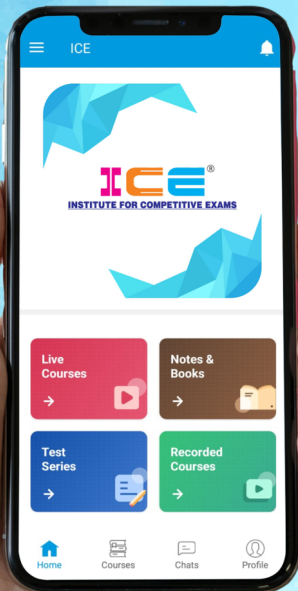 ICE
ICE®
INSTITUTE FOR COMPETITIVE EXAMS
Live
Courses
Notes &
Books
Test
Series
Recorded
Courses
Home
Courses
Chats
Profile